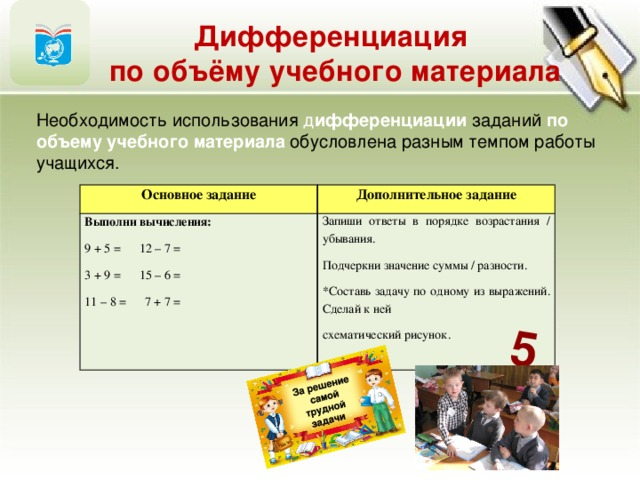 Дифференциация
по объёму учебного материала
Необходимость использования дифференциации заданий по
объему учебного материала обусловлена разным темпом работы
учащихся.
Основное задание
Выполни вычисления:
9 + 5 = 12 – 7 =
3 + 9 = 15 – 6 =
11 – 8 = 7 + 7 =
Дополнительное задание
Запиши ответы в порядке возрастания /
убывания.
Подчеркни значение суммы / разности.
*Составь задачу по одному из выражений.
Сделай к ней
схематический рисунок.
5
За решение
самой
трудной
задачи